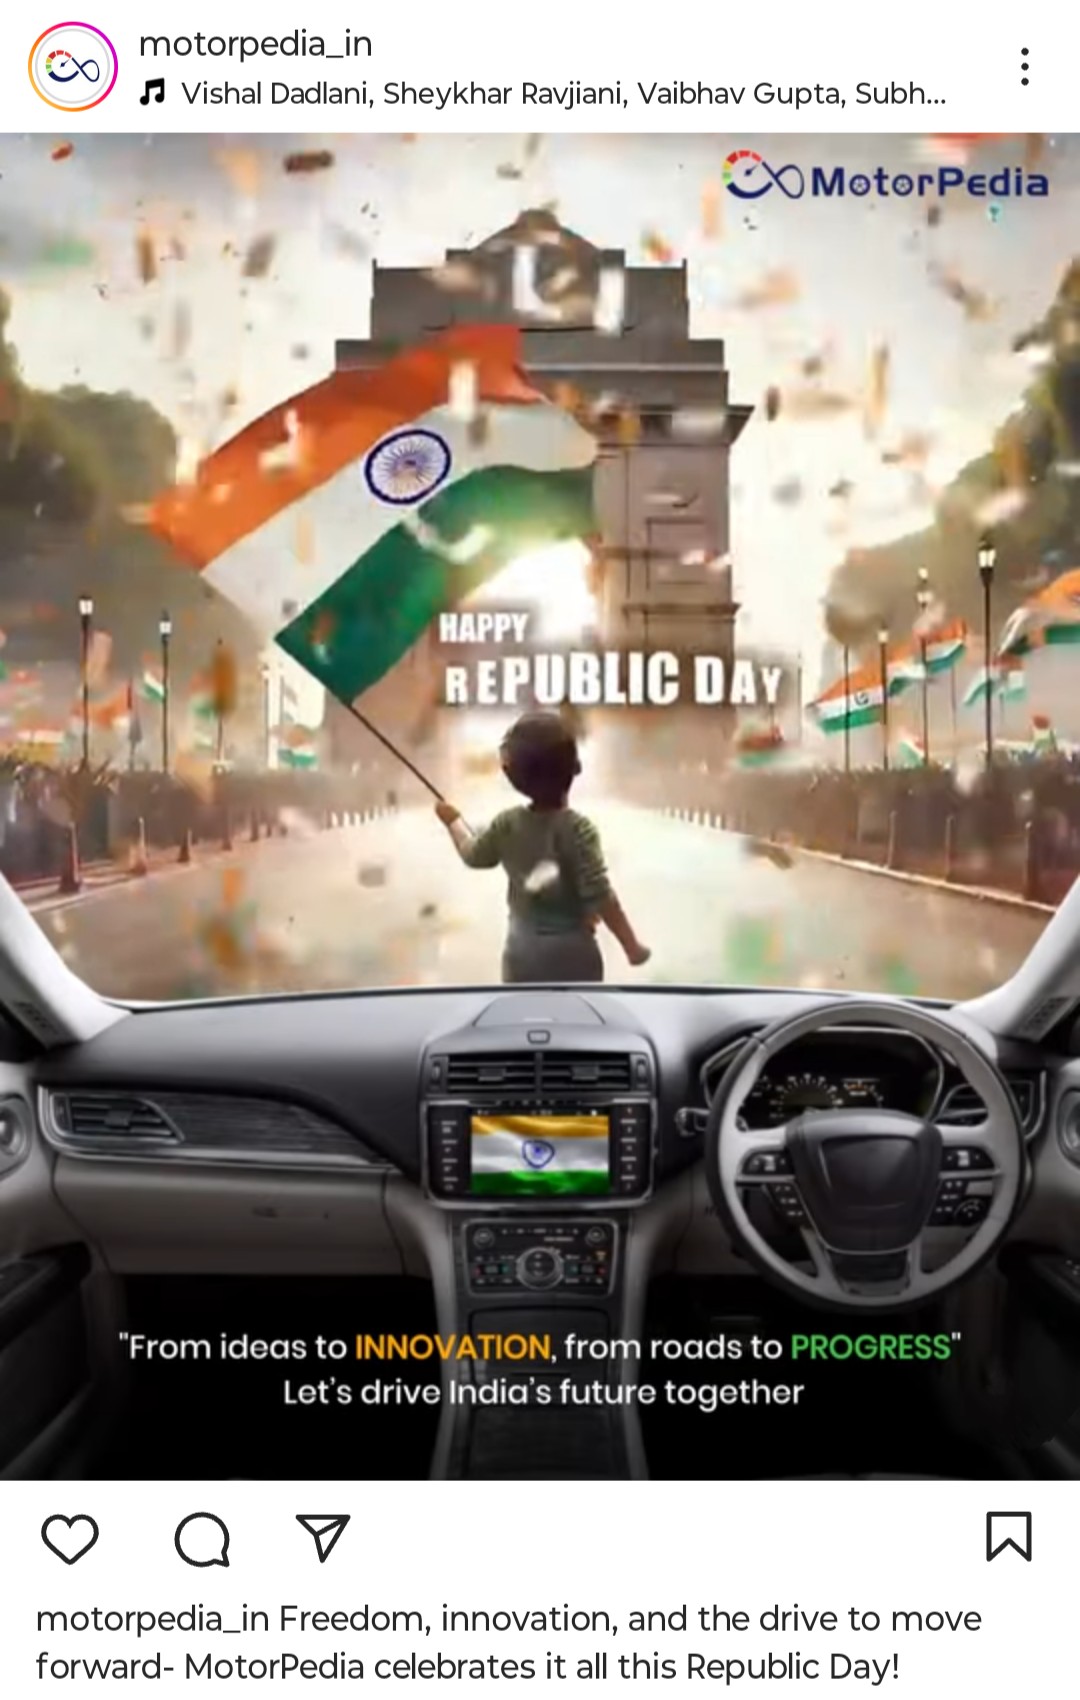 motorpedia_in
Vishal Dadlani, Sheykhar Ravjiani, Vaibhav Gupta, Subh...
MotorPedia
HAPPY
REPUBLIC DAY
"From ideas to INNOVATION, from roads to PROGRESS"
Let's drive India's future together
motorpedia_in Freedom, innovation, and the drive to move
forward- MotorPedia celebrates it all this Republic Day!